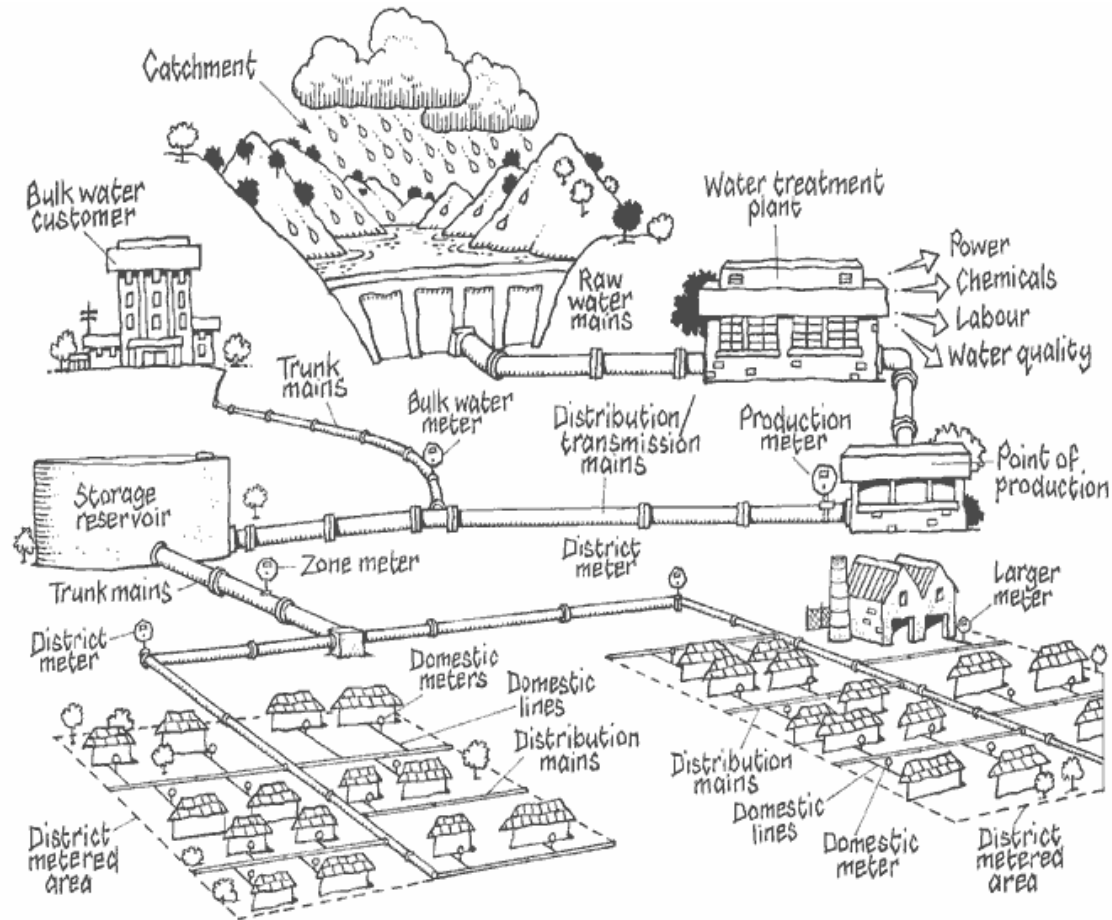 Catchment
Bulk water
customer
Water treatment
plant
Power
Chemicals
Labour
Water quality
Raw
water
mains
Trunk
mains
Bulk water
meter
Distribution
transmission
mains
Production
meter
Point of
production
Storage
reservoir
Zone meter
District
meter
Larger
meter
Trunk mains
District
meter
Domestic
meters
Domestic
lines
Distribution
mains
Distribution
mains
Domestic
lines
Domestic
meter
District
metered area
District
metered
area